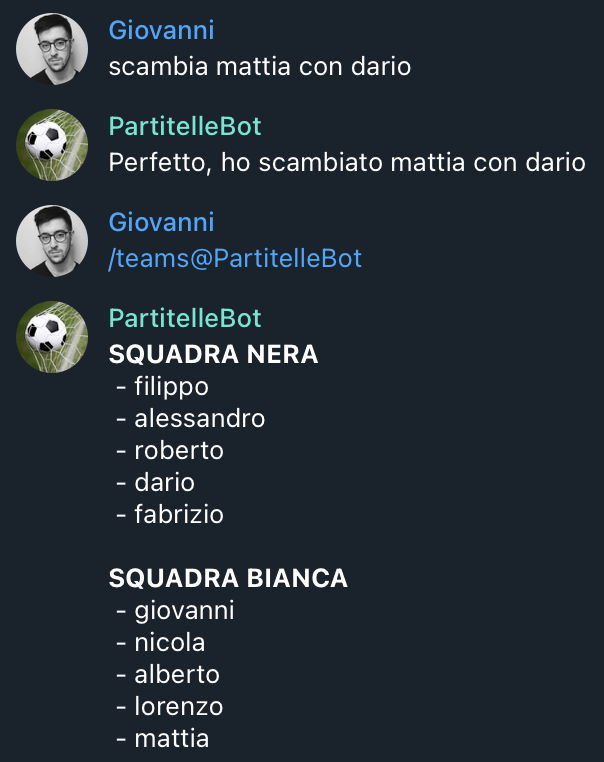 Giovanni
scambia mattia con dario
PartitelleBot
Perfetto, ho scambiato mattia con dario
Giovanni
/teams@PartitelleBot
PartitelleBot
SQUADRA NERA
- filippo
- alessandro
- roberto
- dario
- fabrizio
SQUADRA BIANCA
- giovanni
- nicola
- alberto
- lorenzo
- mattia